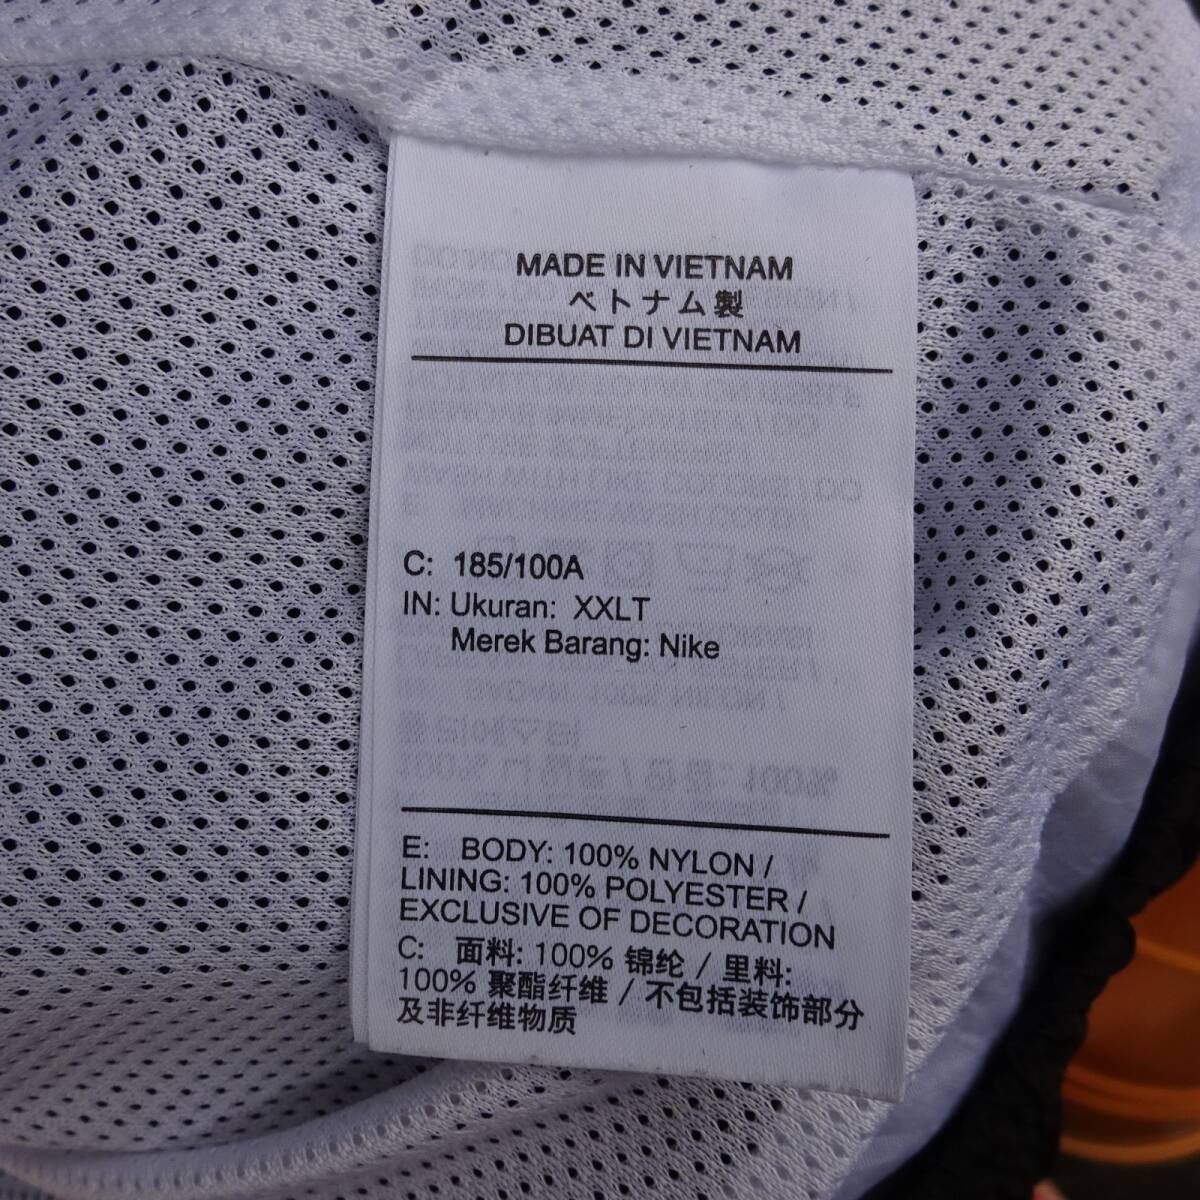 MADE IN VIETNAM
ベトナム製
DIBUAT DI VIETNAM
C: 185/100A
IN: Ukuran: XXLT
Merek Barang: Nike
E: BODY: 100% NYLON /
LINING: 100% POLYESTER /
EXCLUSIVE OF DECORATION
C: 面料: 100% 锦纶 / 里料:
100% 聚酯纤维 / 不包括装饰部分
及非纤维物质